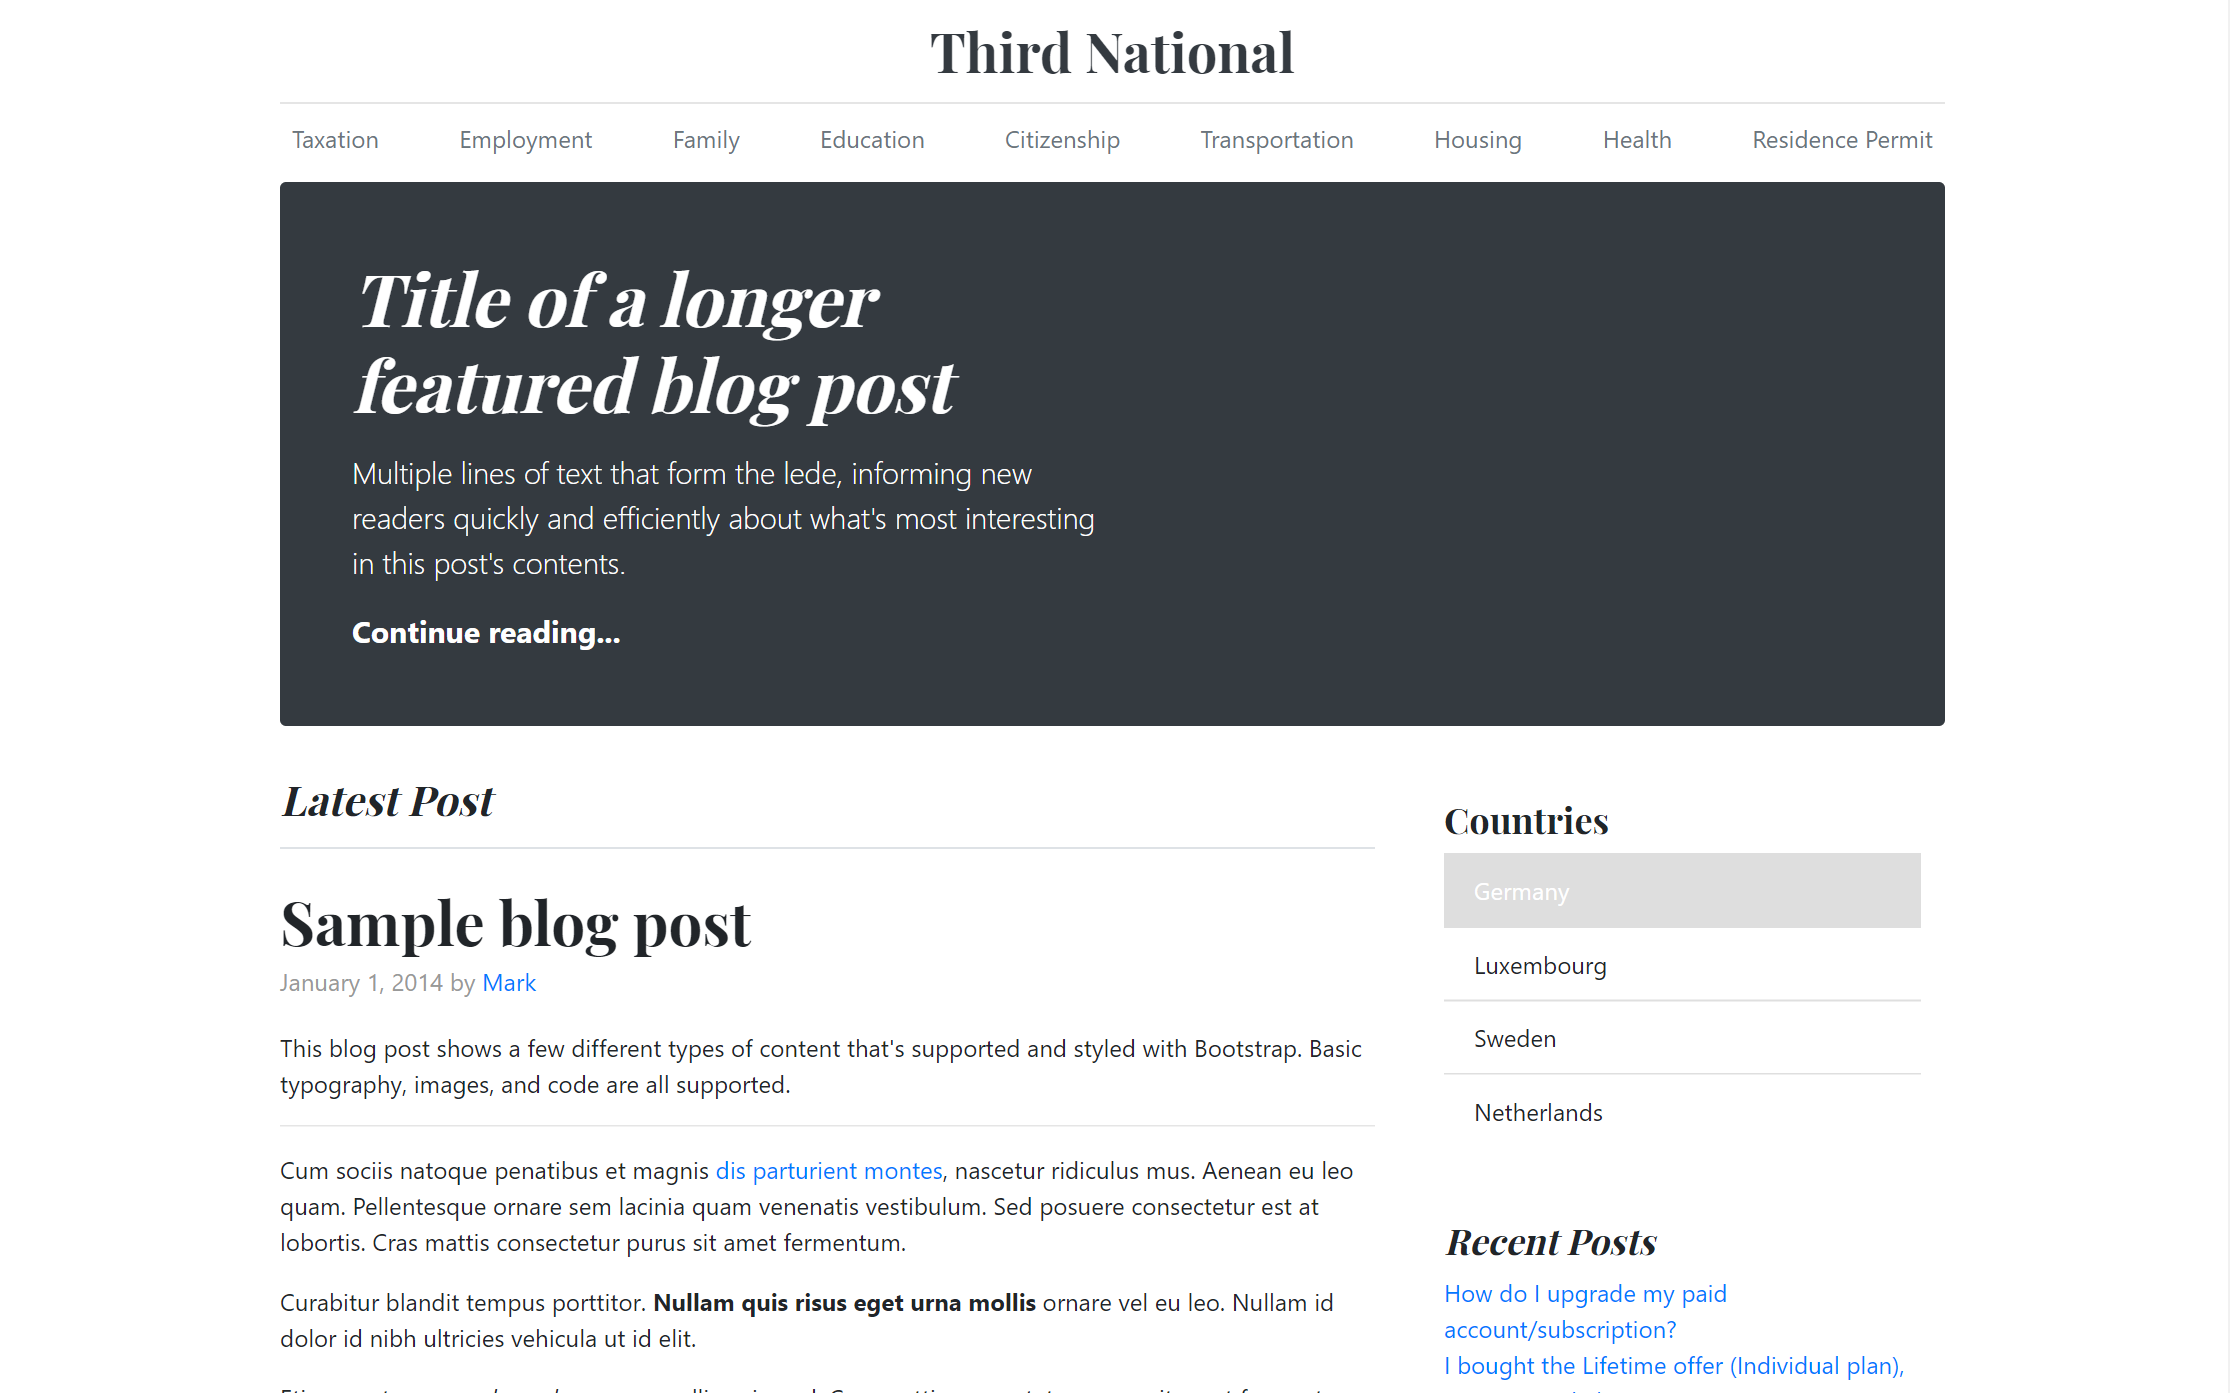 Third National
Taxation Employment Family Education Citizenship Transportation Housing Health Residence Permit
Title of a longer
featured blog post
Multiple lines of text that form the lede, informing new
readers quickly and efficiently about what's most interesting
in this post's contents.
Continue reading...
Latest Post
Sample blog post
January 1, 2014 by Mark
This blog post shows a few different types of content that's supported and styled with Bootstrap. Basic
typography, images, and code are all supported.
Cum sociis natoque penatibus et magnis dis parturient montes, nascetur ridiculus mus. Aenean eu leo
quam. Pellentesque ornare sem lacinia quam venenatis vestibulum. Sed posuere consectetur est at
lobortis. Cras mattis consectetur purus sit amet fermentum.
Curabitur blandit tempus porttitor. Nullam quis risus eget urna mollis ornare vel eu leo. Nullam id
dolor id nibh ultricies vehicula ut id elit.
Countries
Germany
Luxembourg
Sweden
Netherlands
Recent Posts
How do I upgrade my paid
account/subscription?
I bought the Lifetime offer (Individual plan),